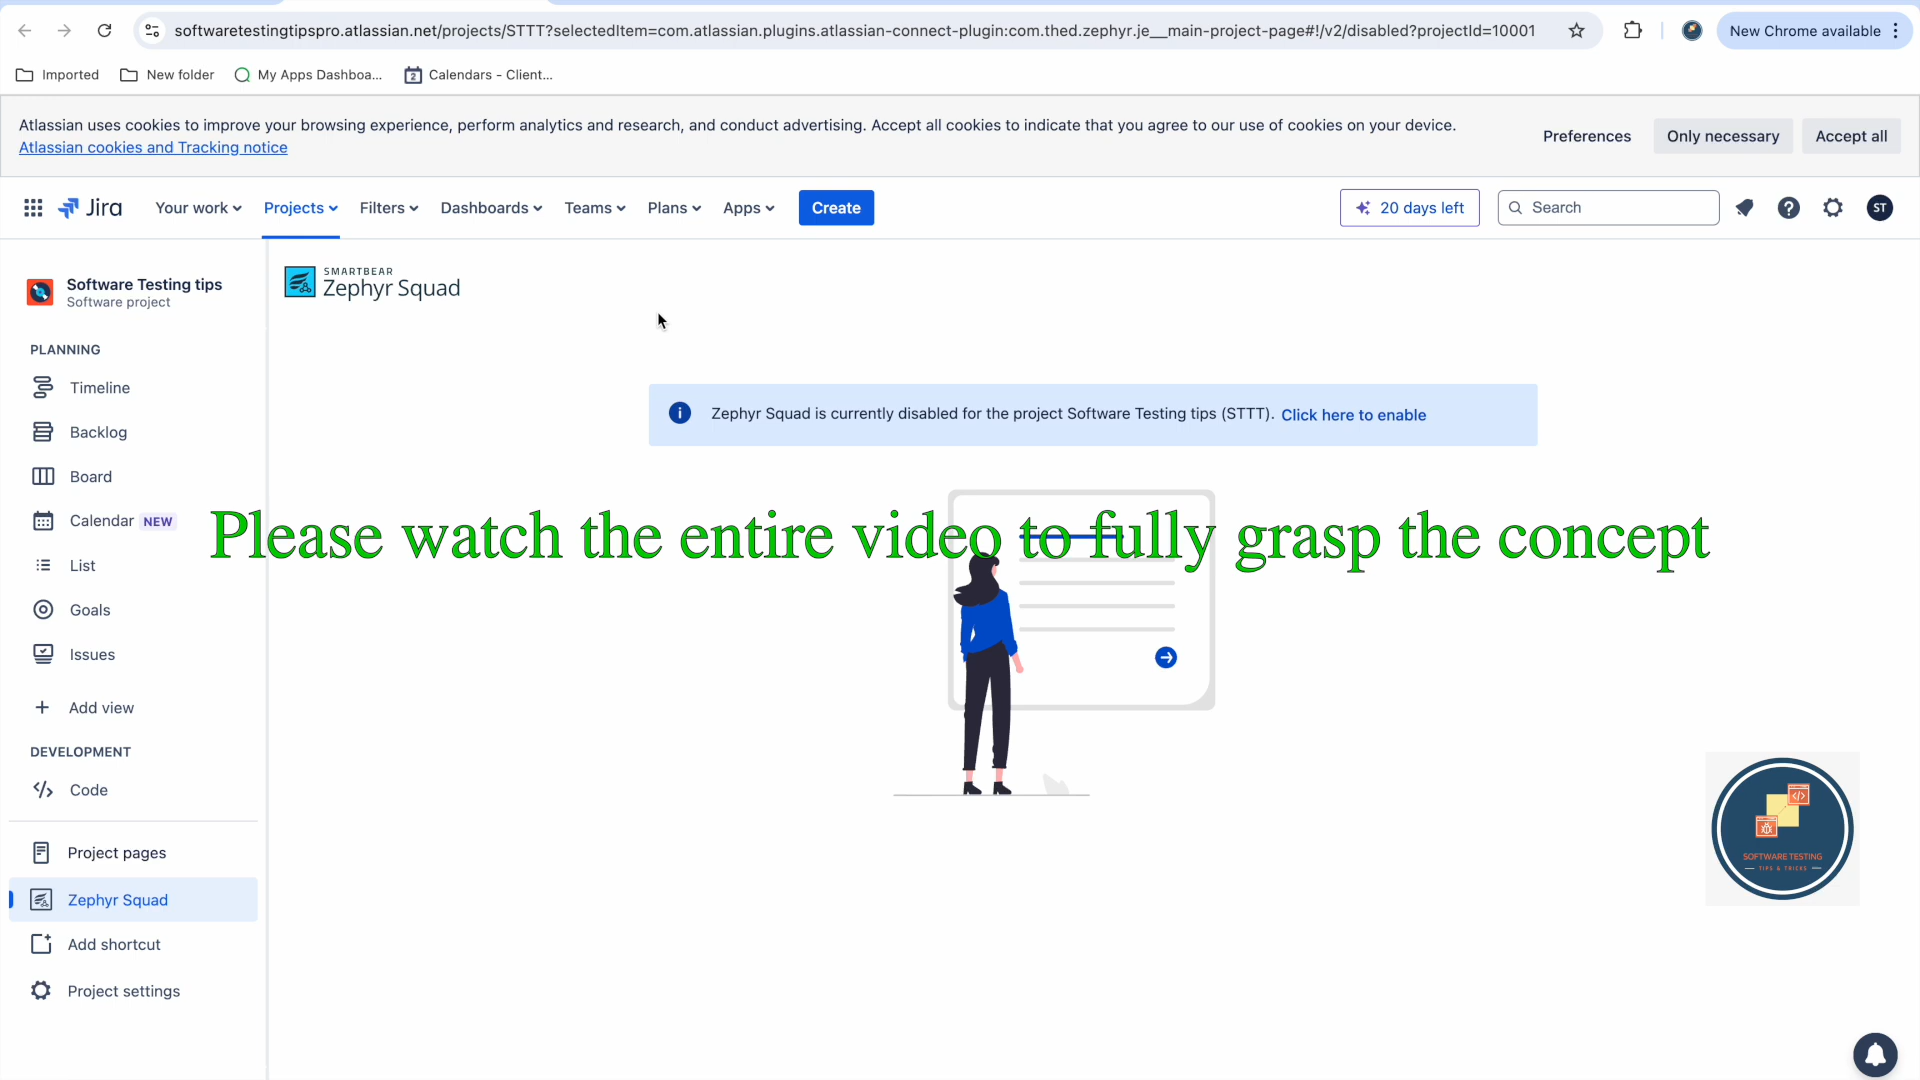 softwaretestingtipspro.atlassian.net/projects/STTT?selectedItem=com.atlassian.plugins.atlassian-connect-plugin:com.thed.zephyr.je__main-project-page#!/v2/disabled?projectId=10001
New Chrome available
Imported
New folder
My Apps Dashboa...
2
Calendars - Client...
Atlassian uses cookies to improve your browsing experience, perform analytics and research, and conduct advertising. Accept all cookies to indicate that you agree to our use of cookies on your device.
Atlassian cookies and Tracking notice
Preferences
Only necessary
Accept all
Jira
Your work
Projects
Filters
Dashboards
Teams
Plans
Apps
Create
20 days left
Search
ST
Software Testing tips
Software project
PLANNING
Timeline
Backlog
Board
Calendar NEW
List
Goals
Issues
Add view
DEVELOPMENT
Code
Project pages
Zephyr Squad
Add shortcut
Project settings
SMARTBEAR
Zephyr Squad
Zephyr Squad is currently disabled for the project Software Testing tips (STTT). Click here to enable
Please watch the entire video to fully grasp the concept
SOFTWARE TESTING
TIPS & TRICKS